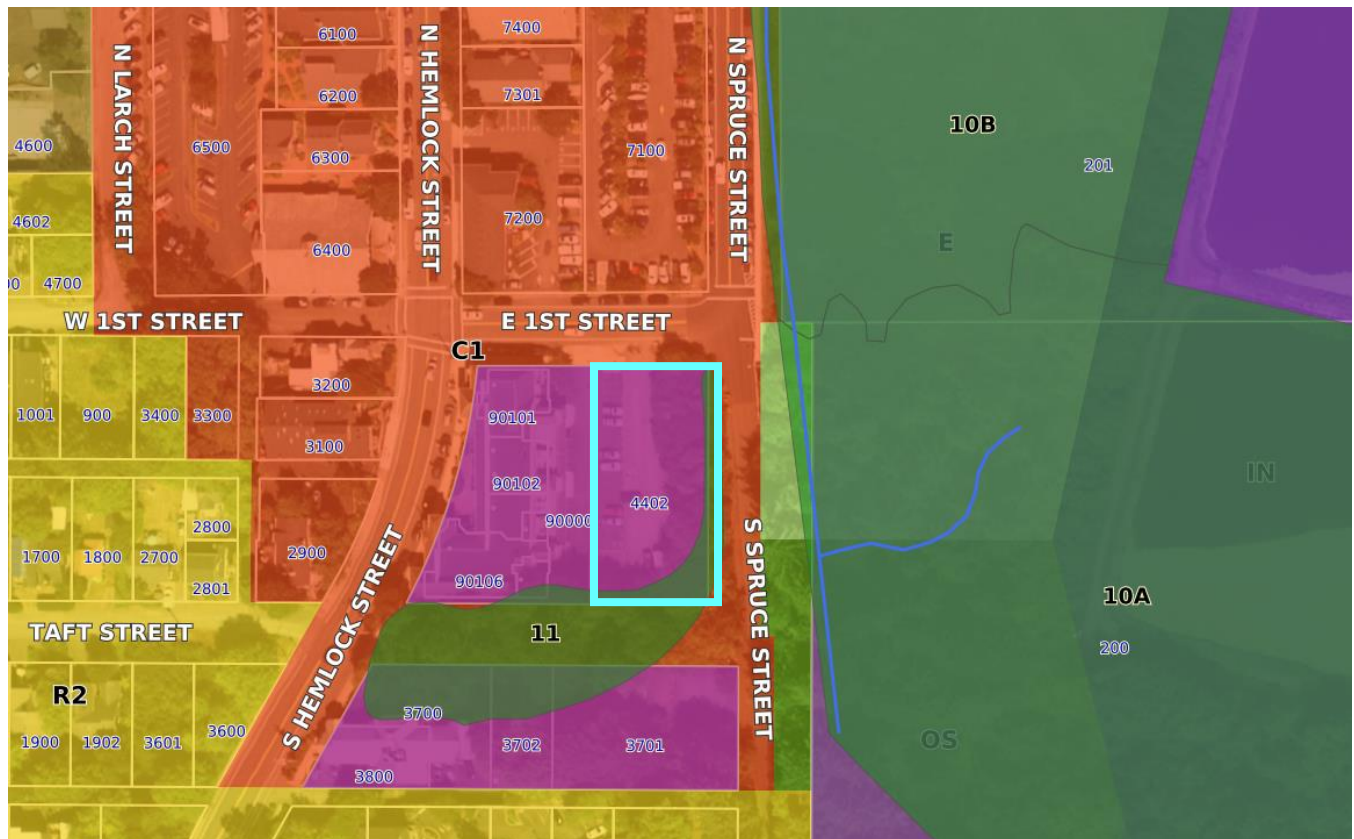 6100
7400
N LARCH STREET
N HEMLOCK STREET
N SPRUCE STREET
6200
7301
10B
4600
6500
6300
7100
201
4602
6400
7200
E
00
4700
W 1ST STREET
E 1ST STREET
C1
3200
1001
900
3400
3300
3100
90101
90102
4402
IN
90000
2800
1700
1800
2700
2900
2801
90106
10A
TAFT STREET
11
S HEMLOCK STREET
S SPRUCE STREET
200
R2
3700
3600
1900
1902
3601
3702
3701
OS
3800